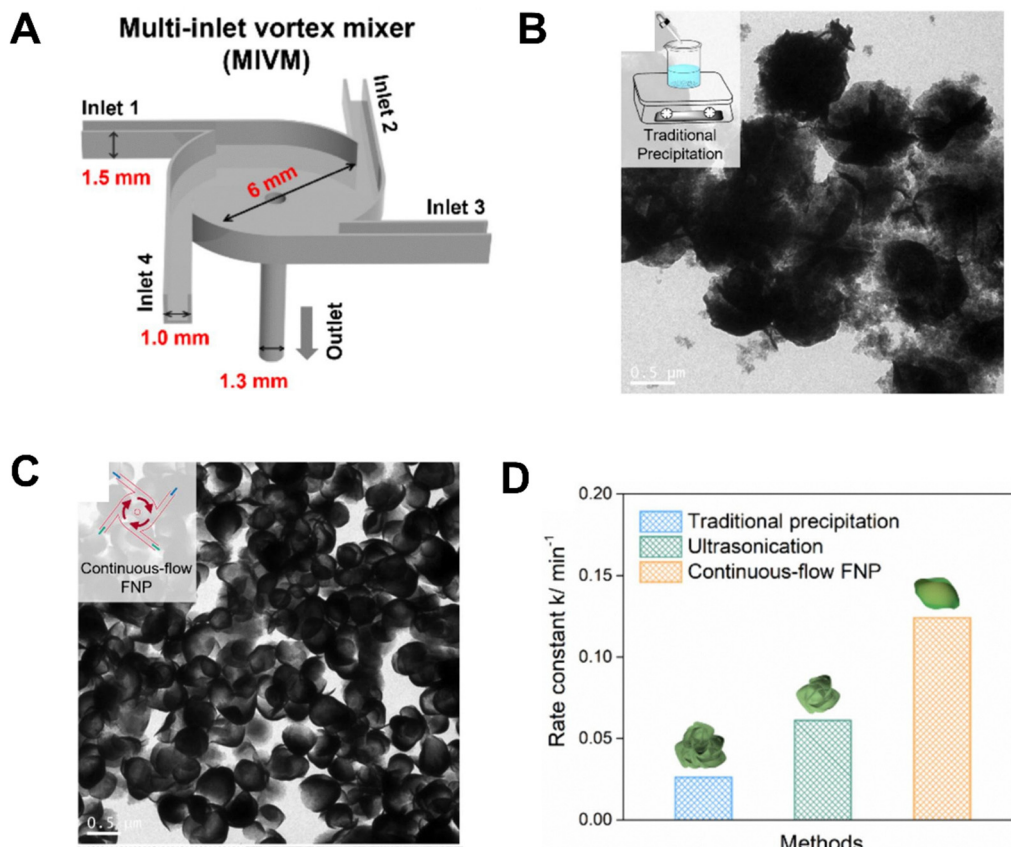 A
Multi-inlet vortex mixer
(MIVM)
Inlet 1
Inlet 2
1.5 mm
6 mm
Inlet 3
Inlet 4
1.0 mm
Outlet
1.3 mm
B
Traditional
Precipitation
0.5 µm
C
Continuous-flow
FNP
0.5 µm
D
0.20
0.15
0.10
0.05
0.00
Rate constant k/ min⁻¹
Traditional precipitation
Ultrasonication
Continuous-flow FNP
Methods